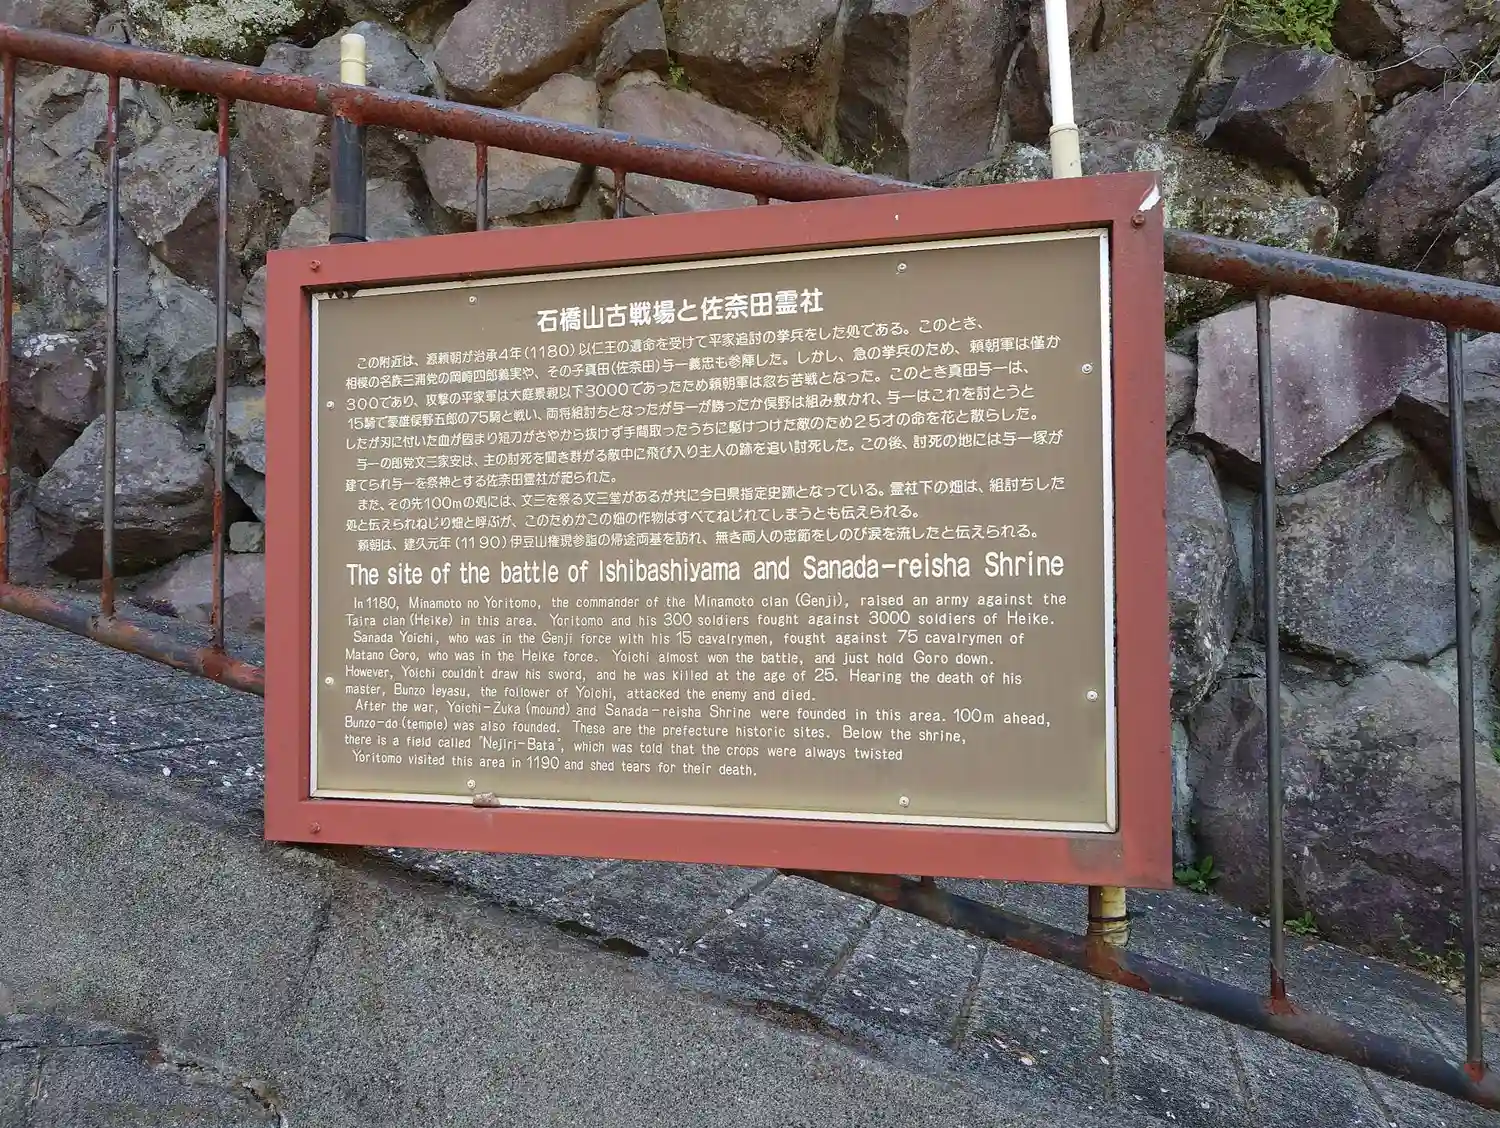 石橋山古戦場と佐奈田霊社
この附近は、源頼朝が治承4年(1180)以仁王の遺命を受けて平家追討の挙兵をした処である。このとき、
相模の名族三浦党の岡崎四郎義実や、その子真田(佐奈田)与一義忠も参陣した。しかし、急の挙兵のため、頼朝軍は僅か
300であり、攻撃の平家軍は大庭景親以下3000であったため頼朝軍は忍ち苦戦となった。このとき真田与一は、
15騎で豪雄俣野五郎の75騎と戦い、両将組討ちとなったが与一が勝ったか俣野は組み敷かれ、与一はこれを討とうと
したが刃に付いた血が固まり短刀がさやから抜けず手間取ったうちに駆けつけた敵のため25才の命を花と散らした。
与一の郎党文三家安は、主の討死を聞き群がる敵中に飛び入り主人の跡を追い討死した。この後、討死の地には与一塚が
建てられ与一を祭神とする佐奈田霊社が祀られた。
また、その先100mの処には、文三を祭る文三堂があるが共に今日県指定史跡となっている。霊社下の畑は、組討ちした
処と伝えられねじり畑と呼ぶが、このためかこの畑の作物はすべてねじれてしまうとも伝えられる。
頼朝は、建久元年(1190)伊豆山権現参詣の帰途両墓を訪れ、無き両人の忠節をしのび涙を流したと伝えられる。
The site of the battle of Ishibashiyama and Sanada-reisha Shrine
In 1180, Minamoto no Yoritomo, the commander of the Minamoto clan (Genji), raised an army against the
Taira clan (Heike) in this area. Yoritomo and his 300 soldiers fought against 3000 soldiers of Heike.
Sanada Yoichi, who was in the Genji force with his 15 cavalrymen, fought against 75 cavalrymen of
Matano Goro, who was in the Heike force. Yoichi almost won the battle, and just hold Goro down.
However, Yoichi couldn't draw his sword, and he was killed at the age of 25. Hearing the death of his
master, Bunzo Ieyasu, the follower of Yoichi, attacked the enemy and died.
After the war, Yoichi-Zuka (mound) and Sanada-reisha Shrine were founded in this area. 100m ahead,
Bunzo-do (temple) was also founded. These are the prefecture historic sites. Below the shrine,
there is a field called "Nejiri-Bata", which was told that the crops were always twisted
Yoritomo visited this area in 1190 and shed tears for their death.